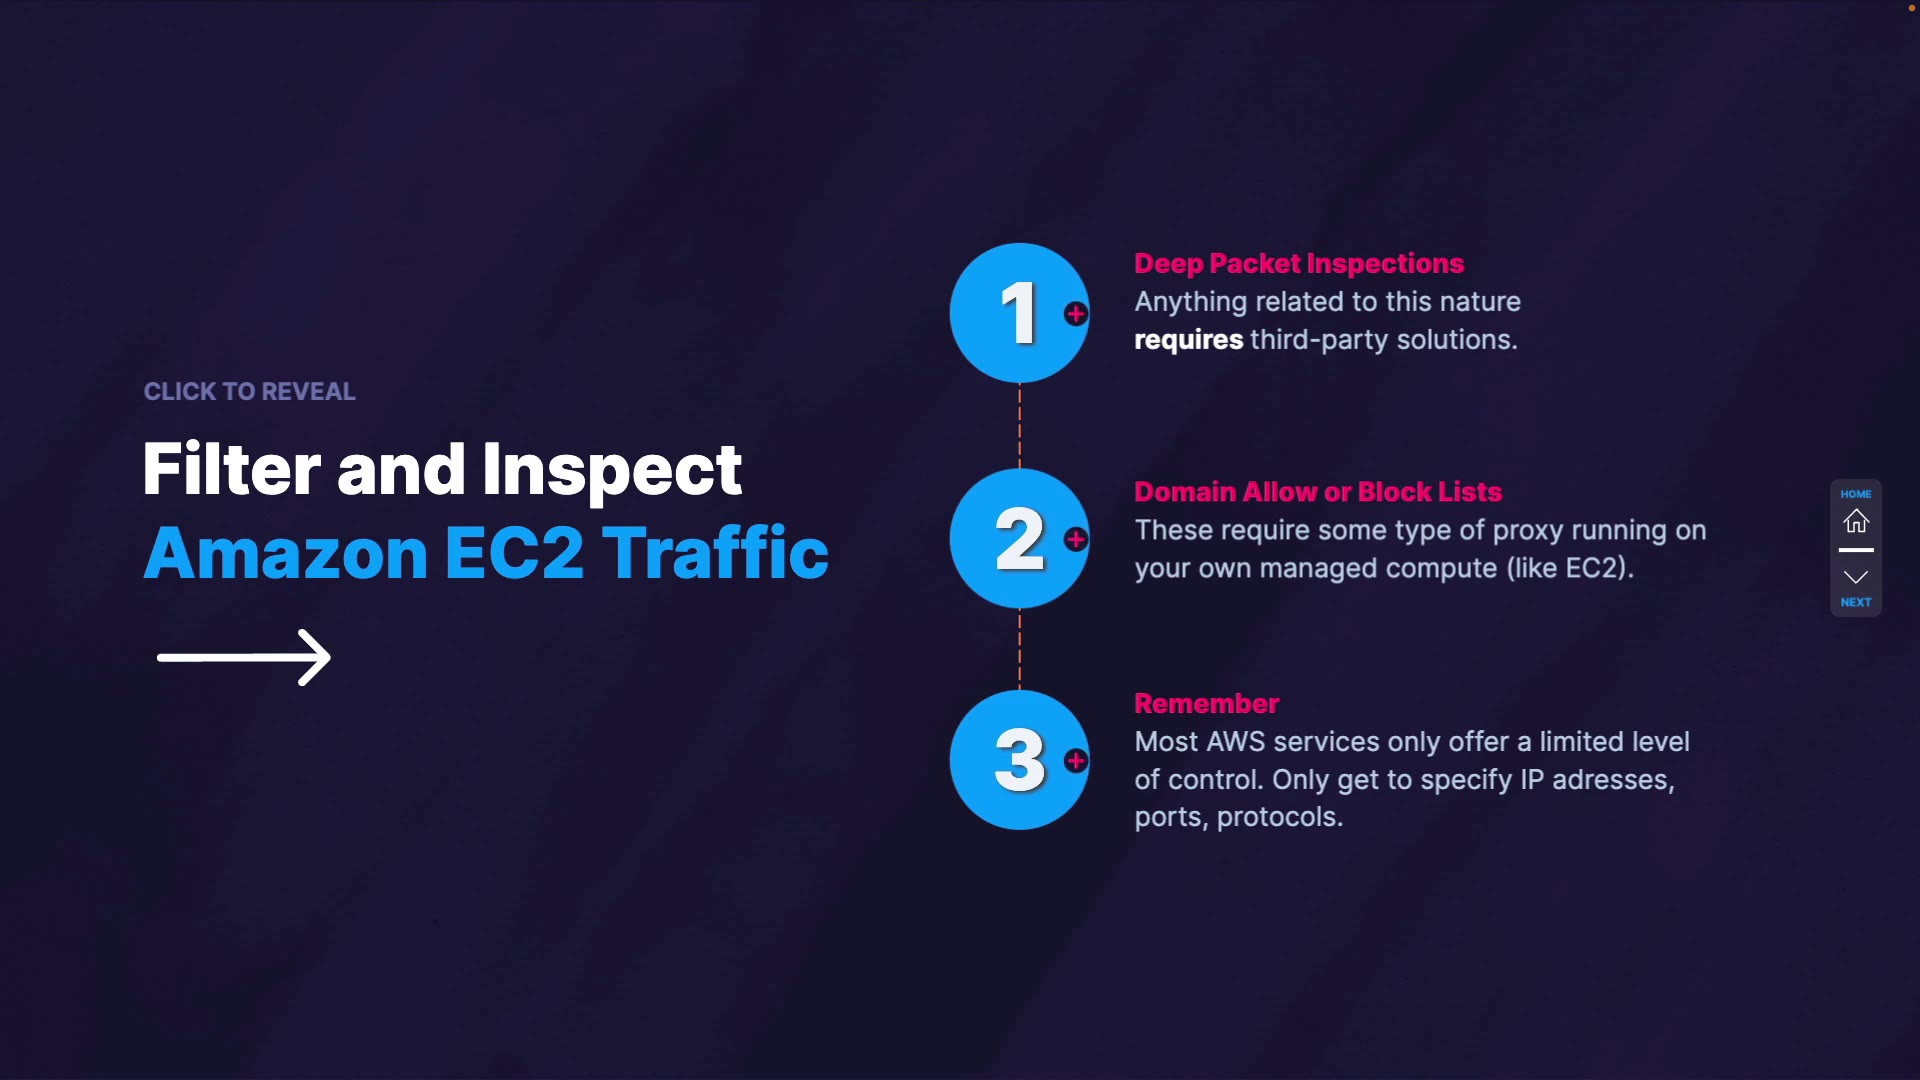 CLICK TO REVEAL
Filter and Inspect
Amazon EC2 Traffic
1
Deep Packet Inspections
Anything related to this nature
requires third-party solutions.
2
Domain Allow or Block Lists
These require some type of proxy running on
your own managed compute (like EC2).
3
Remember
Most AWS services only offer a limited level
of control. Only get to specify IP adresses,
ports, protocols.
HOME
NEXT